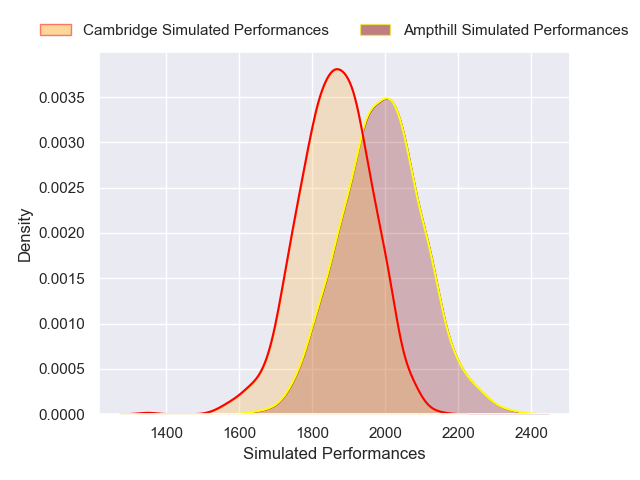 Cambridge Simulated Performances Ampthill Simulated Performances
0.0035
0.0030
0.0025
0.0020
0.0015
0.0010
0.0005
0.0000
Density
1400 1600 1800 2000 2200 2400
Simulated Performances